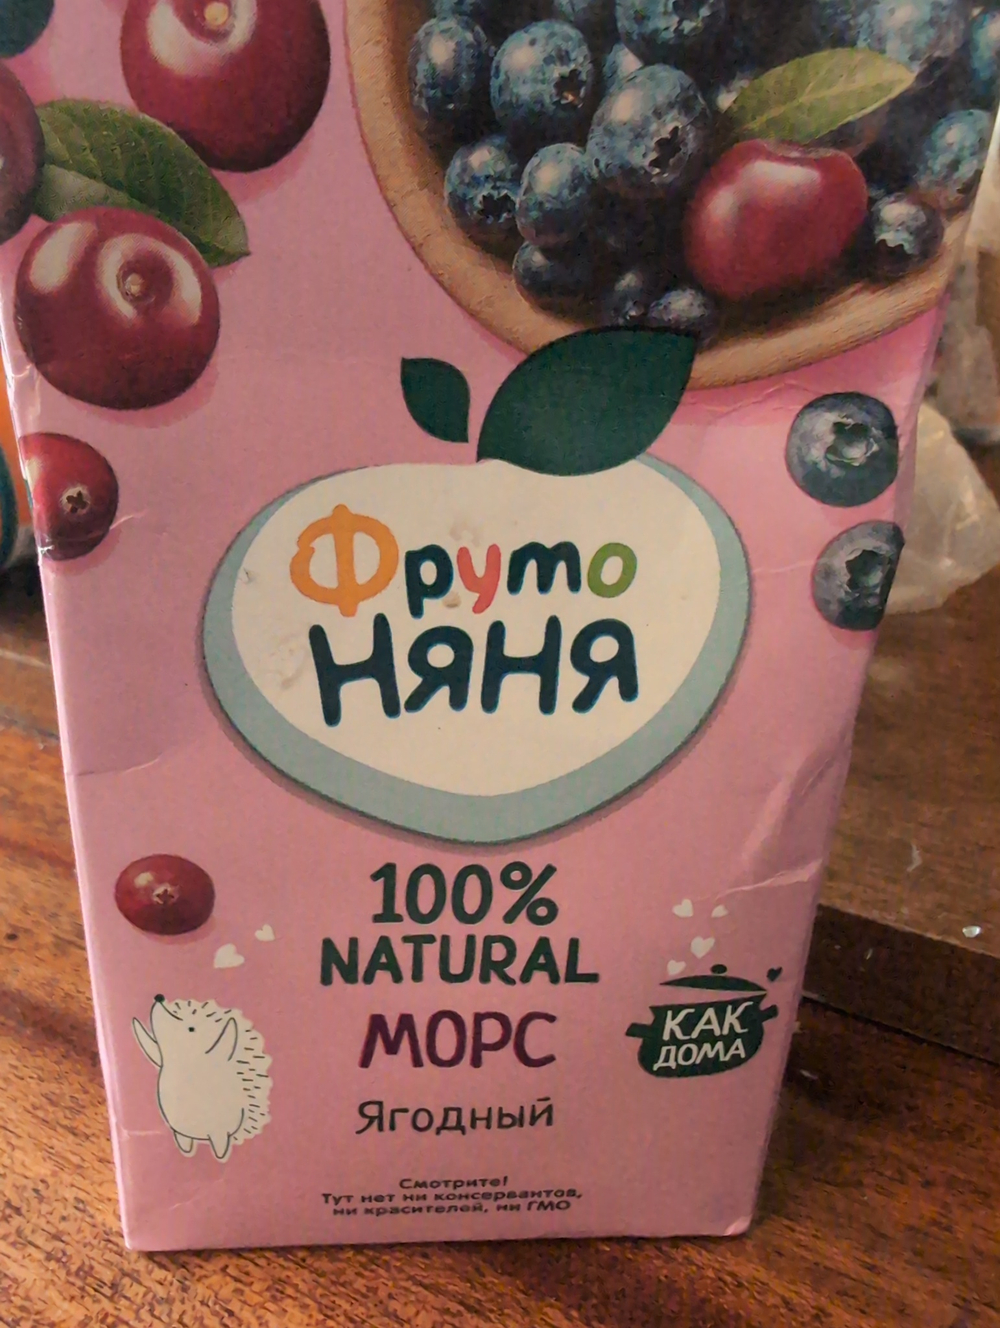 Фруто
НЯНЯ
100%
NATURAL
МОРС
Ягодный
КАК
ДОМА
Смотрите!
Тут нет ни консервантов,
ни красителей, ни ГМО